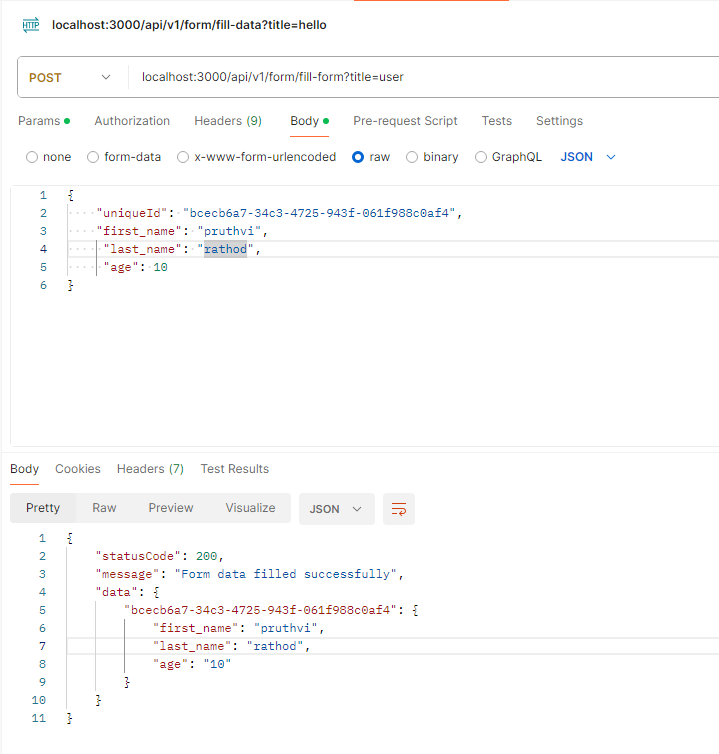 HTTP localhost:3000/api/v1/form/fill-data?title=hello
POST localhost:3000/api/v1/form/fill-form?title=user
Params Authorization Headers (9) Body Pre-request Script Tests Settings
none form-data x-www-form-urlencoded raw binary GraphQL JSON
1 {
2 "uniqueId": "bcecb6a7-34c3-4725-943f-061f988c0af4",
3 "first_name": "pruthvi",
4 "last_name": "rathod",
5 "age": 10
6 }
Body Cookies Headers (7) Test Results
Pretty Raw Preview Visualize JSON
1 {
2 "statusCode": 200,
3 "message": "Form data filled successfully",
4 "data": {
5 "bcecb6a7-34c3-4725-943f-061f988c0af4": {
6 "first_name": "pruthvi",
7 "last_name": "rathod",
8 "age": "10"
9 }
10 }
11 }